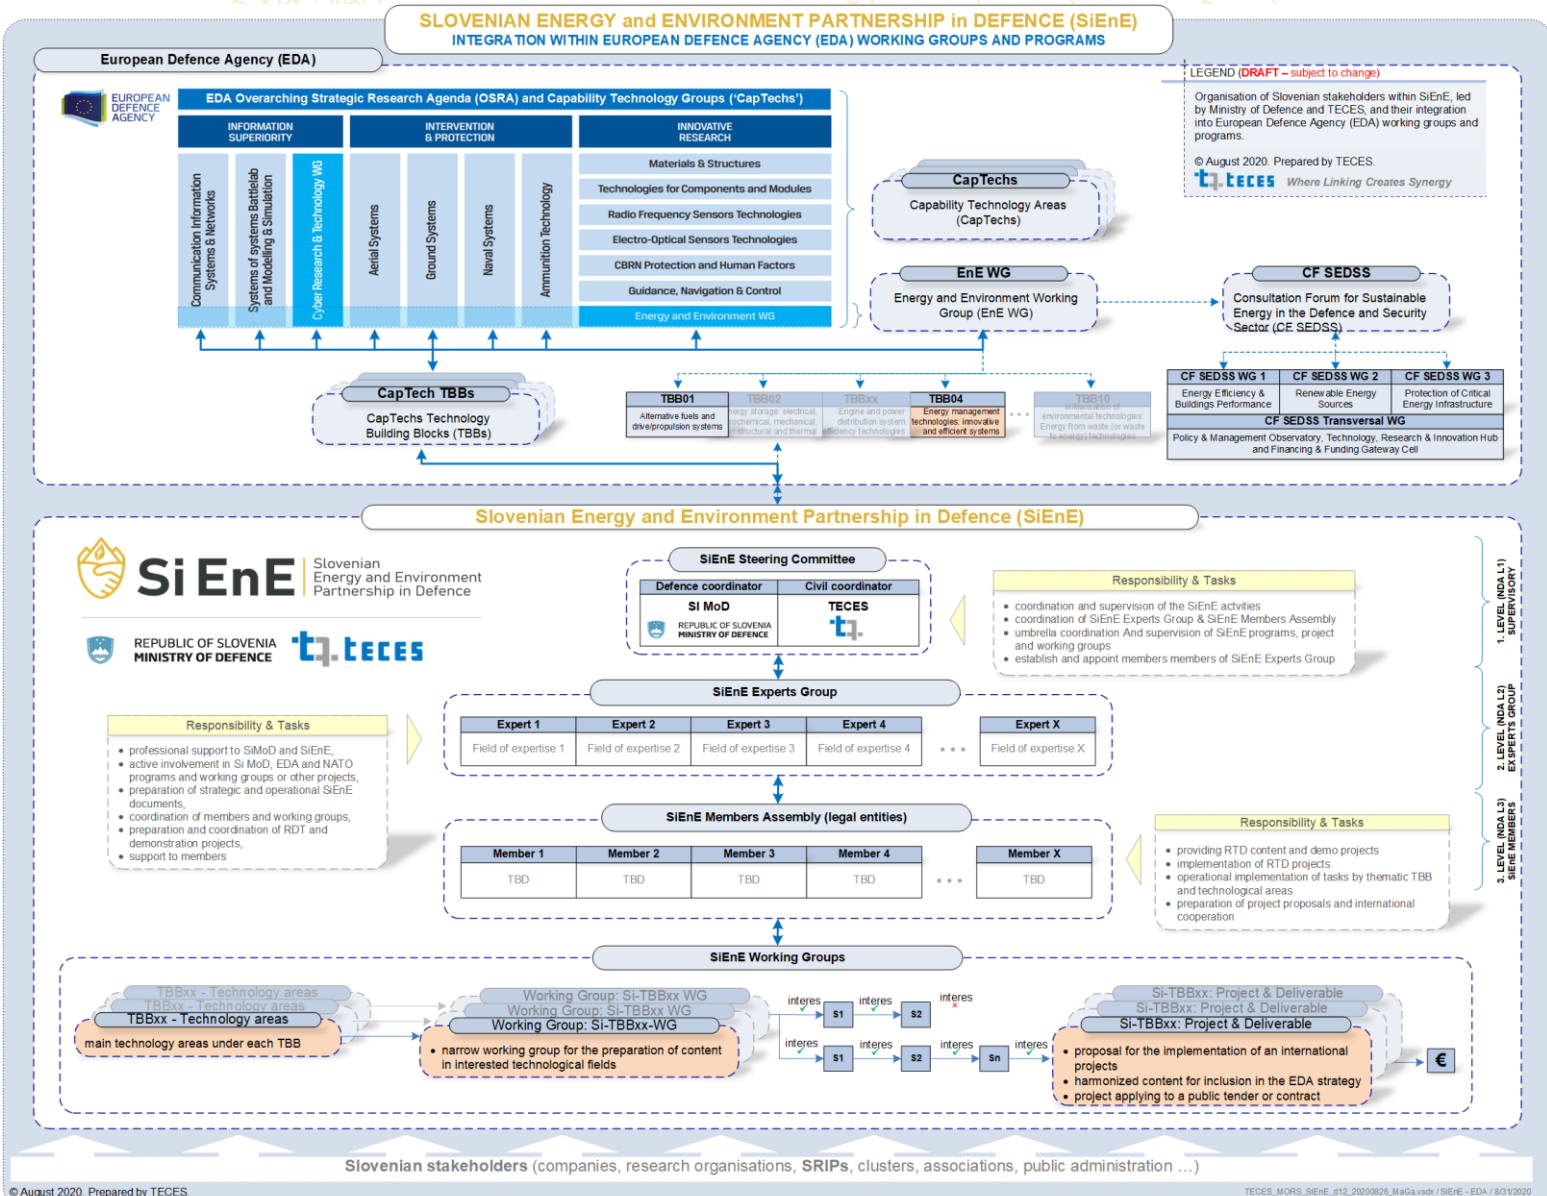 SLOVENIAN ENERGY and ENVIRONMENT PARTNERSHIP in DEFENCE (SiEnE)
INTEGRATION WITHIN EUROPEAN DEFENCE AGENCY (EDA) WORKING GROUPS AND PROGRAMS
European Defence Agency (EDA)
LEGEND (DRAFT – subject to change)
Organisation of Slovenian stakeholders within SiEnE, led
by Ministry of Defence and TECES, and their integration
into European Defence Agency (EDA) working groups and
programs.
© August 2020. Prepared by TECES.
teces Where Linking Creates Synergy
EUROPEAN
DEFENCE
AGENCY
EDA Overarching Strategic Research Agenda (OSRA) and Capability Technology Groups ('CapTechs')
INFORMATION
SUPERIORITY
INTERVENTION
& PROTECTION
INNOVATIVE
RESEARCH
Communication Information
Systems & Networks
Systems of systems Battlelab
and Modelling & Simulation
Cyber Research & Technology WG
Aerial Systems
Ground Systems
Naval Systems
Ammunition Technology
Materials & Structures
Technologies for Components and Modules
Radio Frequency Sensors Technologies
Electro-Optical Sensors Technologies
CBRN Protection and Human Factors
Guidance, Navigation & Control
Energy and Environment WG
CapTechs
Capability Technology Areas
(CapTechs)
EnE WG
Energy and Environment Working
Group (EnE WG)
CF SEDSS
Consultation Forum for Sustainable
Energy in the Defence and Security
Sector (CF SEDSS)
CapTech TBBs
CapTechs Technology
Building Blocks (TBBs)
TBB01
Alternative fuels and
drive/propulsion systems
TBB02
energy storage: electrical,
mechanical,
structural and thermal
TBBxx
Engine and power
distribution system
efficiency technologies
TBB04
Energy management
technologies: innovative
and efficient systems
TBB10
environmental technologies:
Energy from waste (or waste
to energy) technologies
CF SEDSS WG 1
Energy Efficiency &
Buildings Performance
CF SEDSS WG 2
Renewable Energy
Sources
CF SEDSS WG 3
Protection of Critical
Energy Infrastructure
CF SEDSS Transversal WG
Policy & Management Observatory, Technology, Research & Innovation Hub
and Financing & Funding Gateway Cell
Slovenian Energy and Environment Partnership in Defence (SiEnE)
Si EnE
Slovenian
Energy and Environment
Partnership in Defence
REPUBLIC OF SLOVENIA
MINISTRY OF DEFENCE
teces
SiEnE Steering Committee
Defence coordinator
Civil coordinator
SI MoD
REPUBLIC OF SLOVENIA
MINISTRY OF DEFENCE
TECES
Responsibility & Tasks
• coordination and supervision of the SiEnE actvities
• coordination of SiEnE Experts Group & SiEnE Members Assembly
• umbrella coordination And supervision of SiEnE programs, project
and working groups
• establish and appoint members members of SiEnE Experts Group
1. LEVEL (NDA L1)
SUPERVISORY
SiEnE Experts Group
Expert 1
Expert 2
Expert 3
Expert 4
Expert X
Field of expertise 1
Field of expertise 2
Field of expertise 3
Field of expertise 4
Field of expertise X
Responsibility & Tasks
• professional support to SiMoD and SiEnE,
• active involvement in Si MoD, EDA and NATO
programs and working groups or other projects,
• preparation of strategic and operational SiEnE
documents,
• coordination of members and working groups,
• preparation and coordination of RDT and
demonstration projects,
• support to members
2. LEVEL (NDA L2)
EXSPERTS GROUP
SiEnE Members Assembly (legal entities)
Member 1
Member 2
Member 3
Member 4
Member X
TBD
TBD
TBD
TBD
TBD
Responsibility & Tasks
• providing RTD content and demo projects
• implementation of RTD projects
• operational implementation of tasks by thematic TBB
and technological areas
• preparation of project proposals and international
cooperation
3. LEVEL (NDA L3)
SiEnE MEMBERS
SiEnE Working Groups
TBBxx - Technology areas
TBBxx - Technology areas
TBBxx - Technology areas
main technology areas under each TBB
Working Group: Si-TBBxx WG
Working Group: Si-TBBxx WG
Working Group: Si-TBBxx-WG
• narrow working group for the preparation of content
in interested technological fields
interes
S1
interes
S2
interes
interes
S1
interes
S2
interes
Sn
interes
Si-TBBxx: Project & Deliverable
Si-TBBxx: Project & Deliverable
Si-TBBxx: Project & Deliverable
• proposal for the implementation of an international
projects
• harmonized content for inclusion in the EDA strategy
• project applying to a public tender or contract
€
Slovenian stakeholders (companies, research organisations, SRIPs, clusters, associations, public administration ...)
© August 2020. Prepared by TECES.
TECES_MORS_SiEnE_d12_20200826_MaGa.vsdx / SiEnE - EDA / 8/31/2020